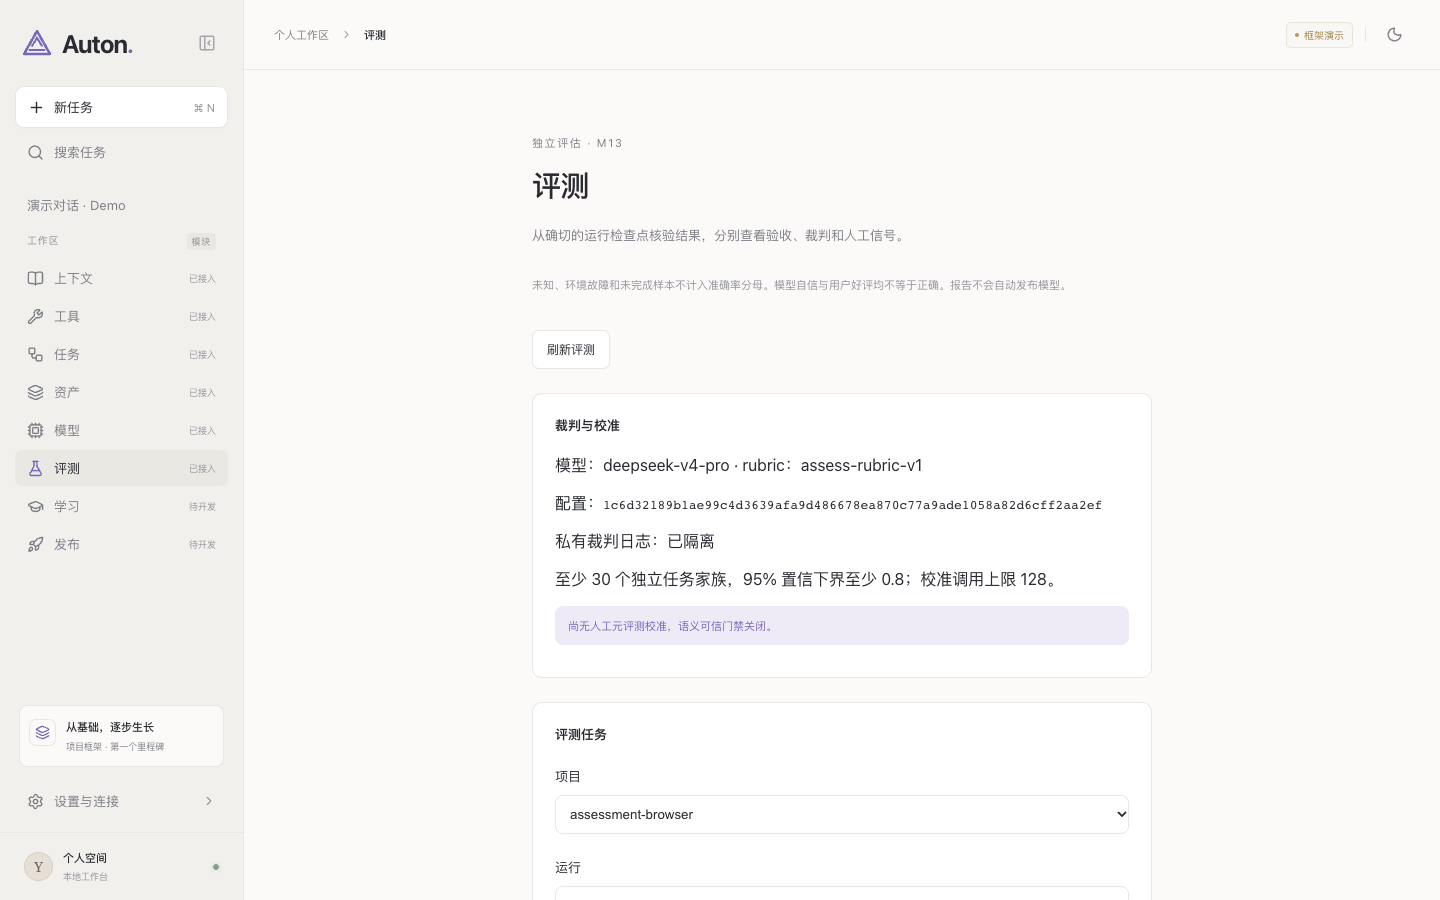 Auton.
新任务
⌘ N
搜索任务
演示对话 · Demo
工作区
模块
上下文
已接入
工具
已接入
任务
已接入
资产
已接入
模型
已接入
评测
已接入
学习
待开发
发布
待开发
从基础，逐步生长
项目框架 · 第一个里程碑
设置与连接
Y
个人空间
本地工作台
个人工作区
评测
框架演示
独立评估 · M13
评测
从确切的运行检查点核验结果，分别查看验收、裁判和人工信号。
未知、环境故障和未完成样本不计入准确率分母。模型自信与用户好评均不等于正确。报告不会自动发布模型。
刷新评测
裁判与校准
模型：deepseek-v4-pro · rubric：assess-rubric-v1
配置：1c6d32189b1ae99c4d3639afa9d486678ea870c77a9ade1058a82d6cff2aa2ef
私有裁判日志：已隔离
至少 30 个独立任务家族，95% 置信下界至少 0.8；校准调用上限 128。
尚无人工元评测校准，语义可信门禁关闭。
评测任务
项目
assessment-browser
运行